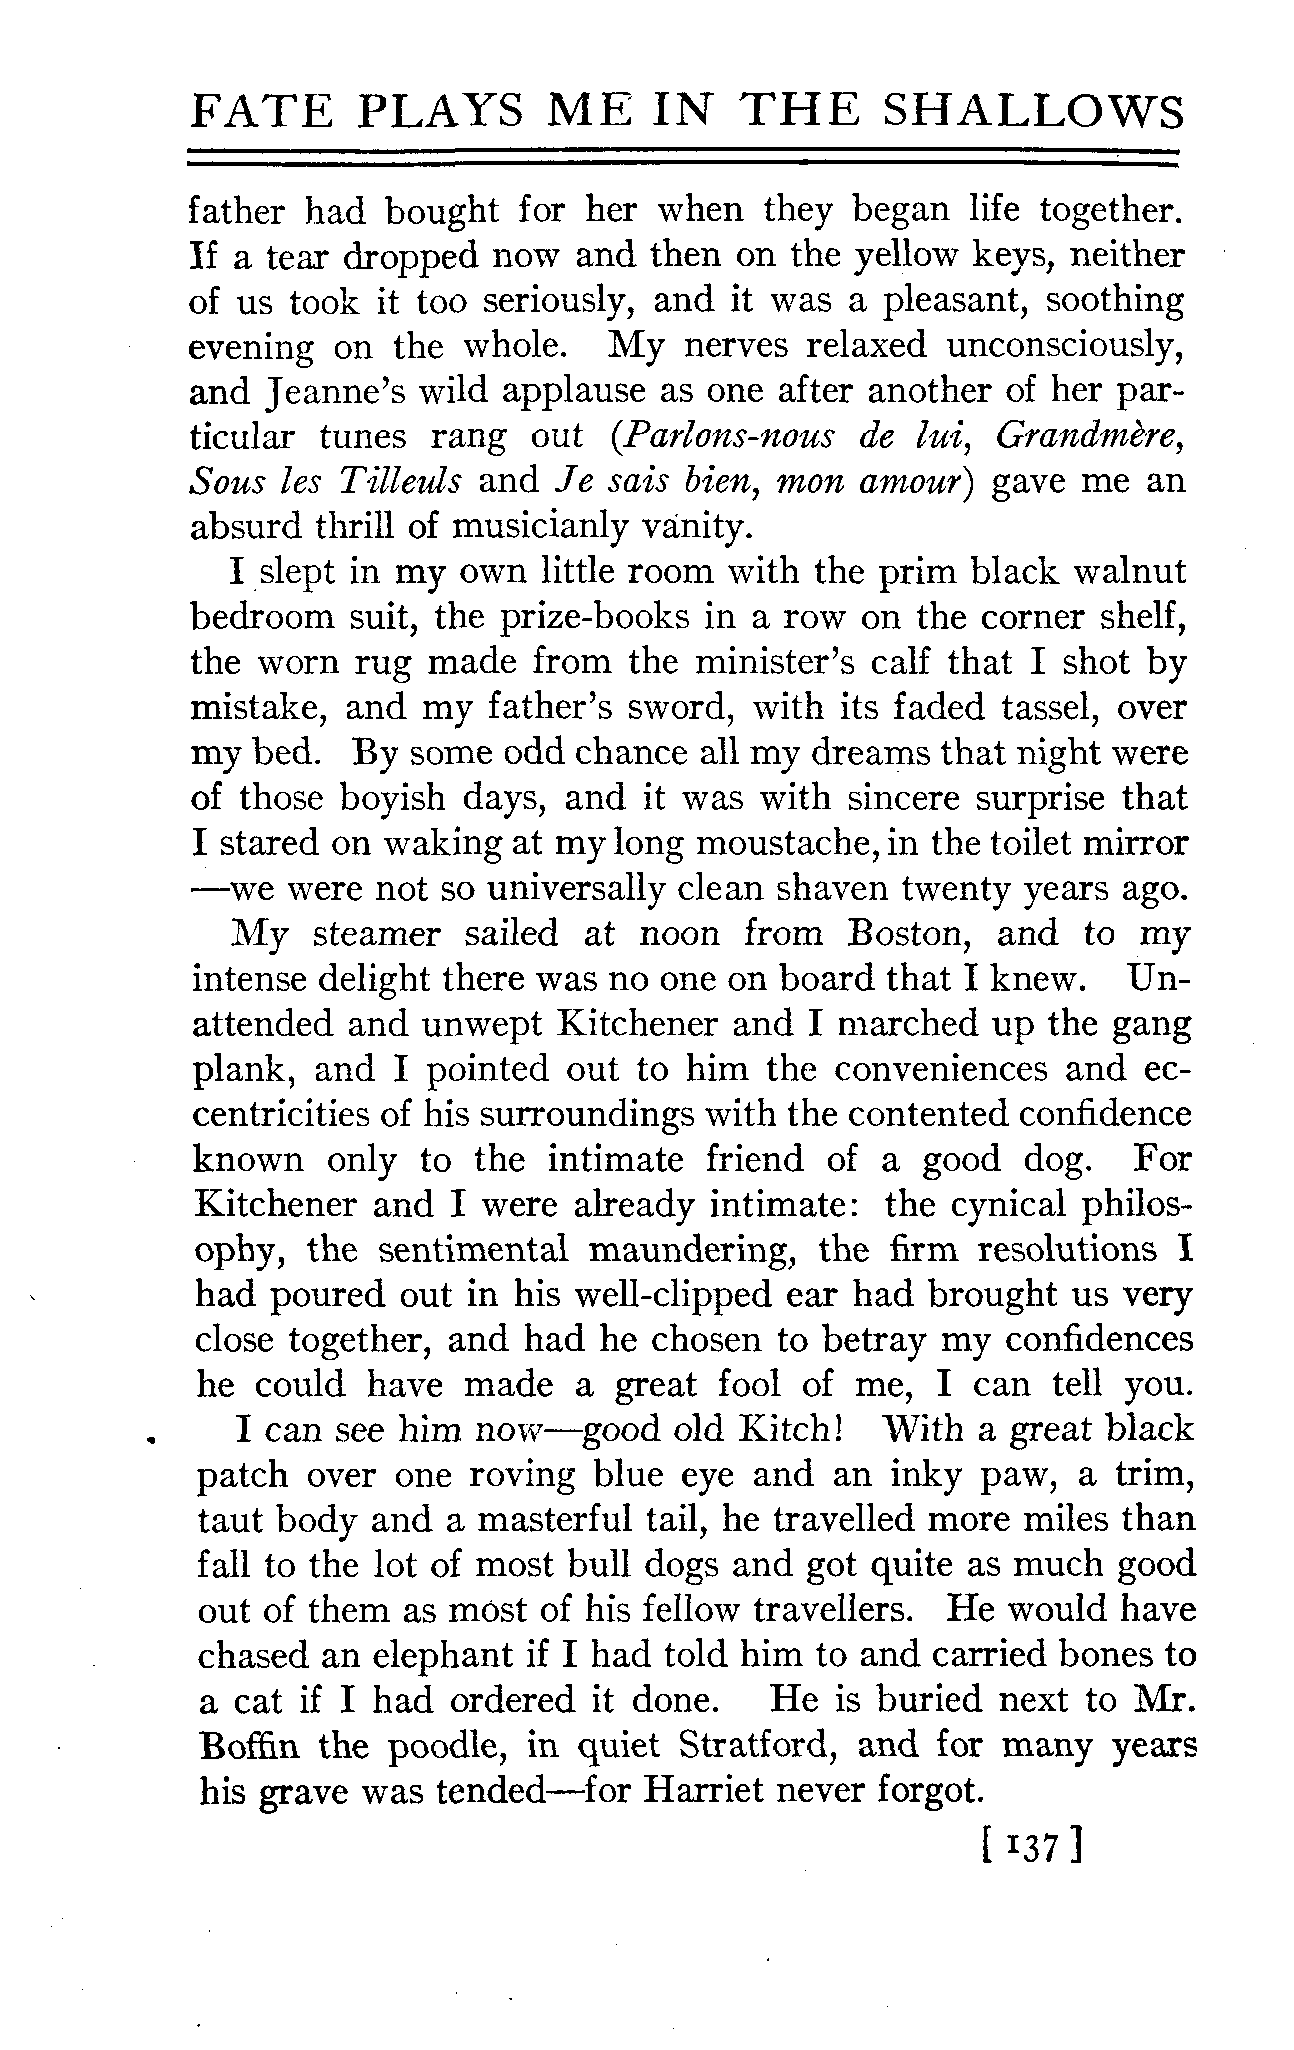 FATE PLAYS ME IN THE SHALLOWS
father had bought for her when they began life together.
If a tear dropped now and then on the yellow keys, neither
of us took it too seriously, and it was a pleasant, soothing
evening on the whole. My nerves relaxed unconsciously,
and Jeanne's wild applause as one after another of her par-
ticular tunes rang out (Parlons-nous de lui, Grandmère,
Sous les Tilleuls and Je sais bien, mon amour) gave me an
absurd thrill of musicianly vanity.
I slept in my own little room with the prim black walnut
bedroom suit, the prize-books in a row on the corner shelf,
the worn rug made from the minister's calf that I shot by
mistake, and my father's sword, with its faded tassel, over
my bed. By some odd chance all my dreams that night were
of those boyish days, and it was with sincere surprise that
I stared on waking at my long moustache, in the toilet mirror
—we were not so universally clean shaven twenty years ago.
My steamer sailed at noon from Boston, and to my
intense delight there was no one on board that I knew. Un-
attended and unwept Kitchener and I marched up the gang
plank, and I pointed out to him the conveniences and ec-
centricities of his surroundings with the contented confidence
known only to the intimate friend of a good dog. For
Kitchener and I were already intimate: the cynical philos-
ophy, the sentimental maundering, the firm resolutions I
had poured out in his well-clipped ear had brought us very
close together, and had he chosen to betray my confidences
he could have made a great fool of me, I can tell you.
I can see him now—good old Kitch! With a great black
patch over one roving blue eye and an inky paw, a trim,
taut body and a masterful tail, he travelled more miles than
fall to the lot of most bull dogs and got quite as much good
out of them as most of his fellow travellers. He would have
chased an elephant if I had told him to and carried bones to
a cat if I had ordered it done. He is buried next to Mr.
Boffin the poodle, in quiet Stratford, and for many years
his grave was tended—for Harriet never forgot.
[ 137 ]